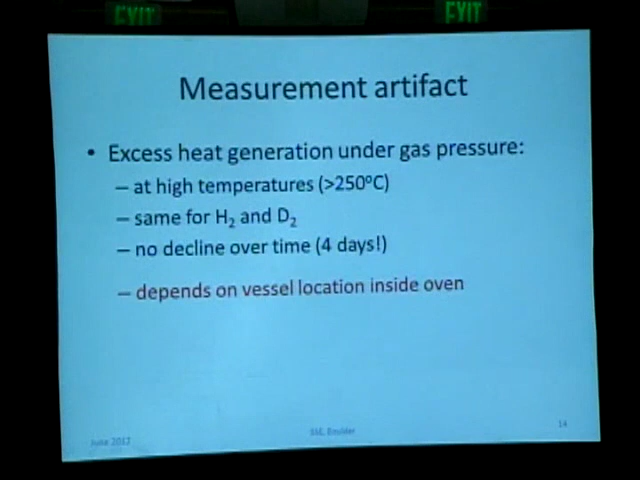 EXIT EXIT
Measurement artifact
• Excess heat generation under gas pressure:
– at high temperatures (>250ºC)
– same for H₂ and D₂
– no decline over time (4 days!)
– depends on vessel location inside oven
June 2017
14